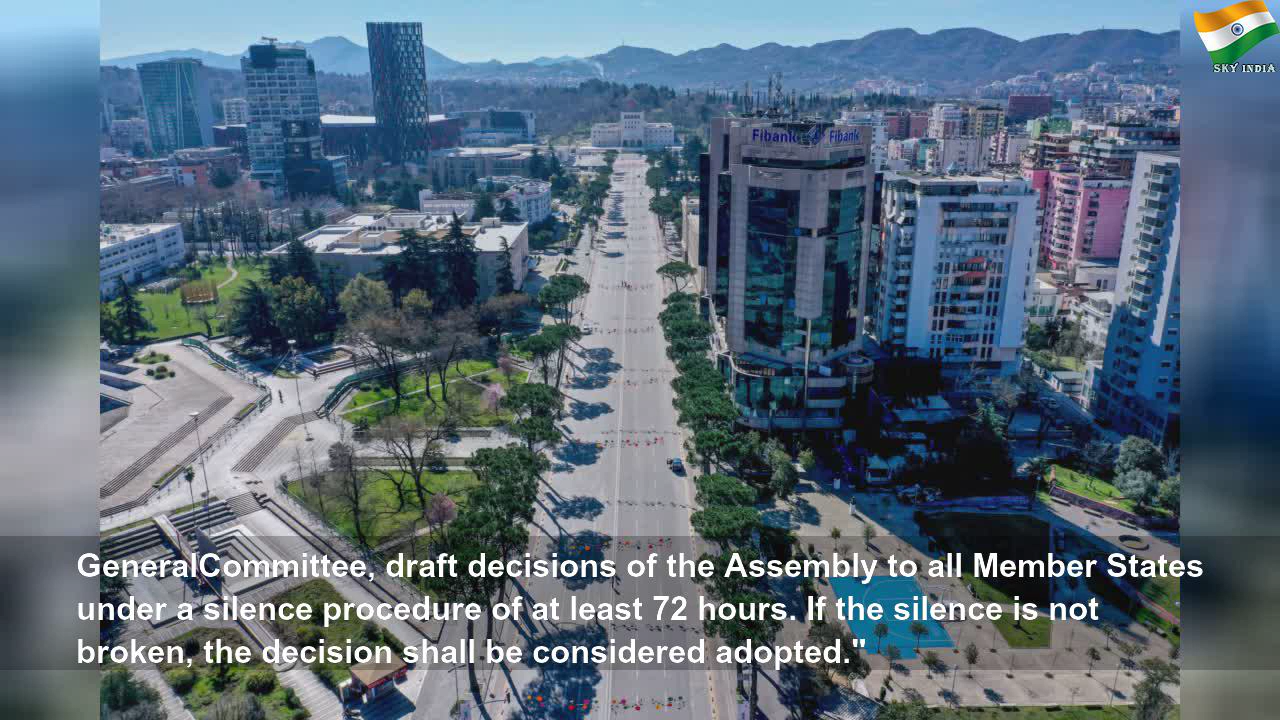 SKY INDIA
Fibank Fibank
GeneralCommittee, draft decisions of the Assembly to all Member States
under a silence procedure of at least 72 hours. If the silence is not
broken, the decision shall be considered adopted."